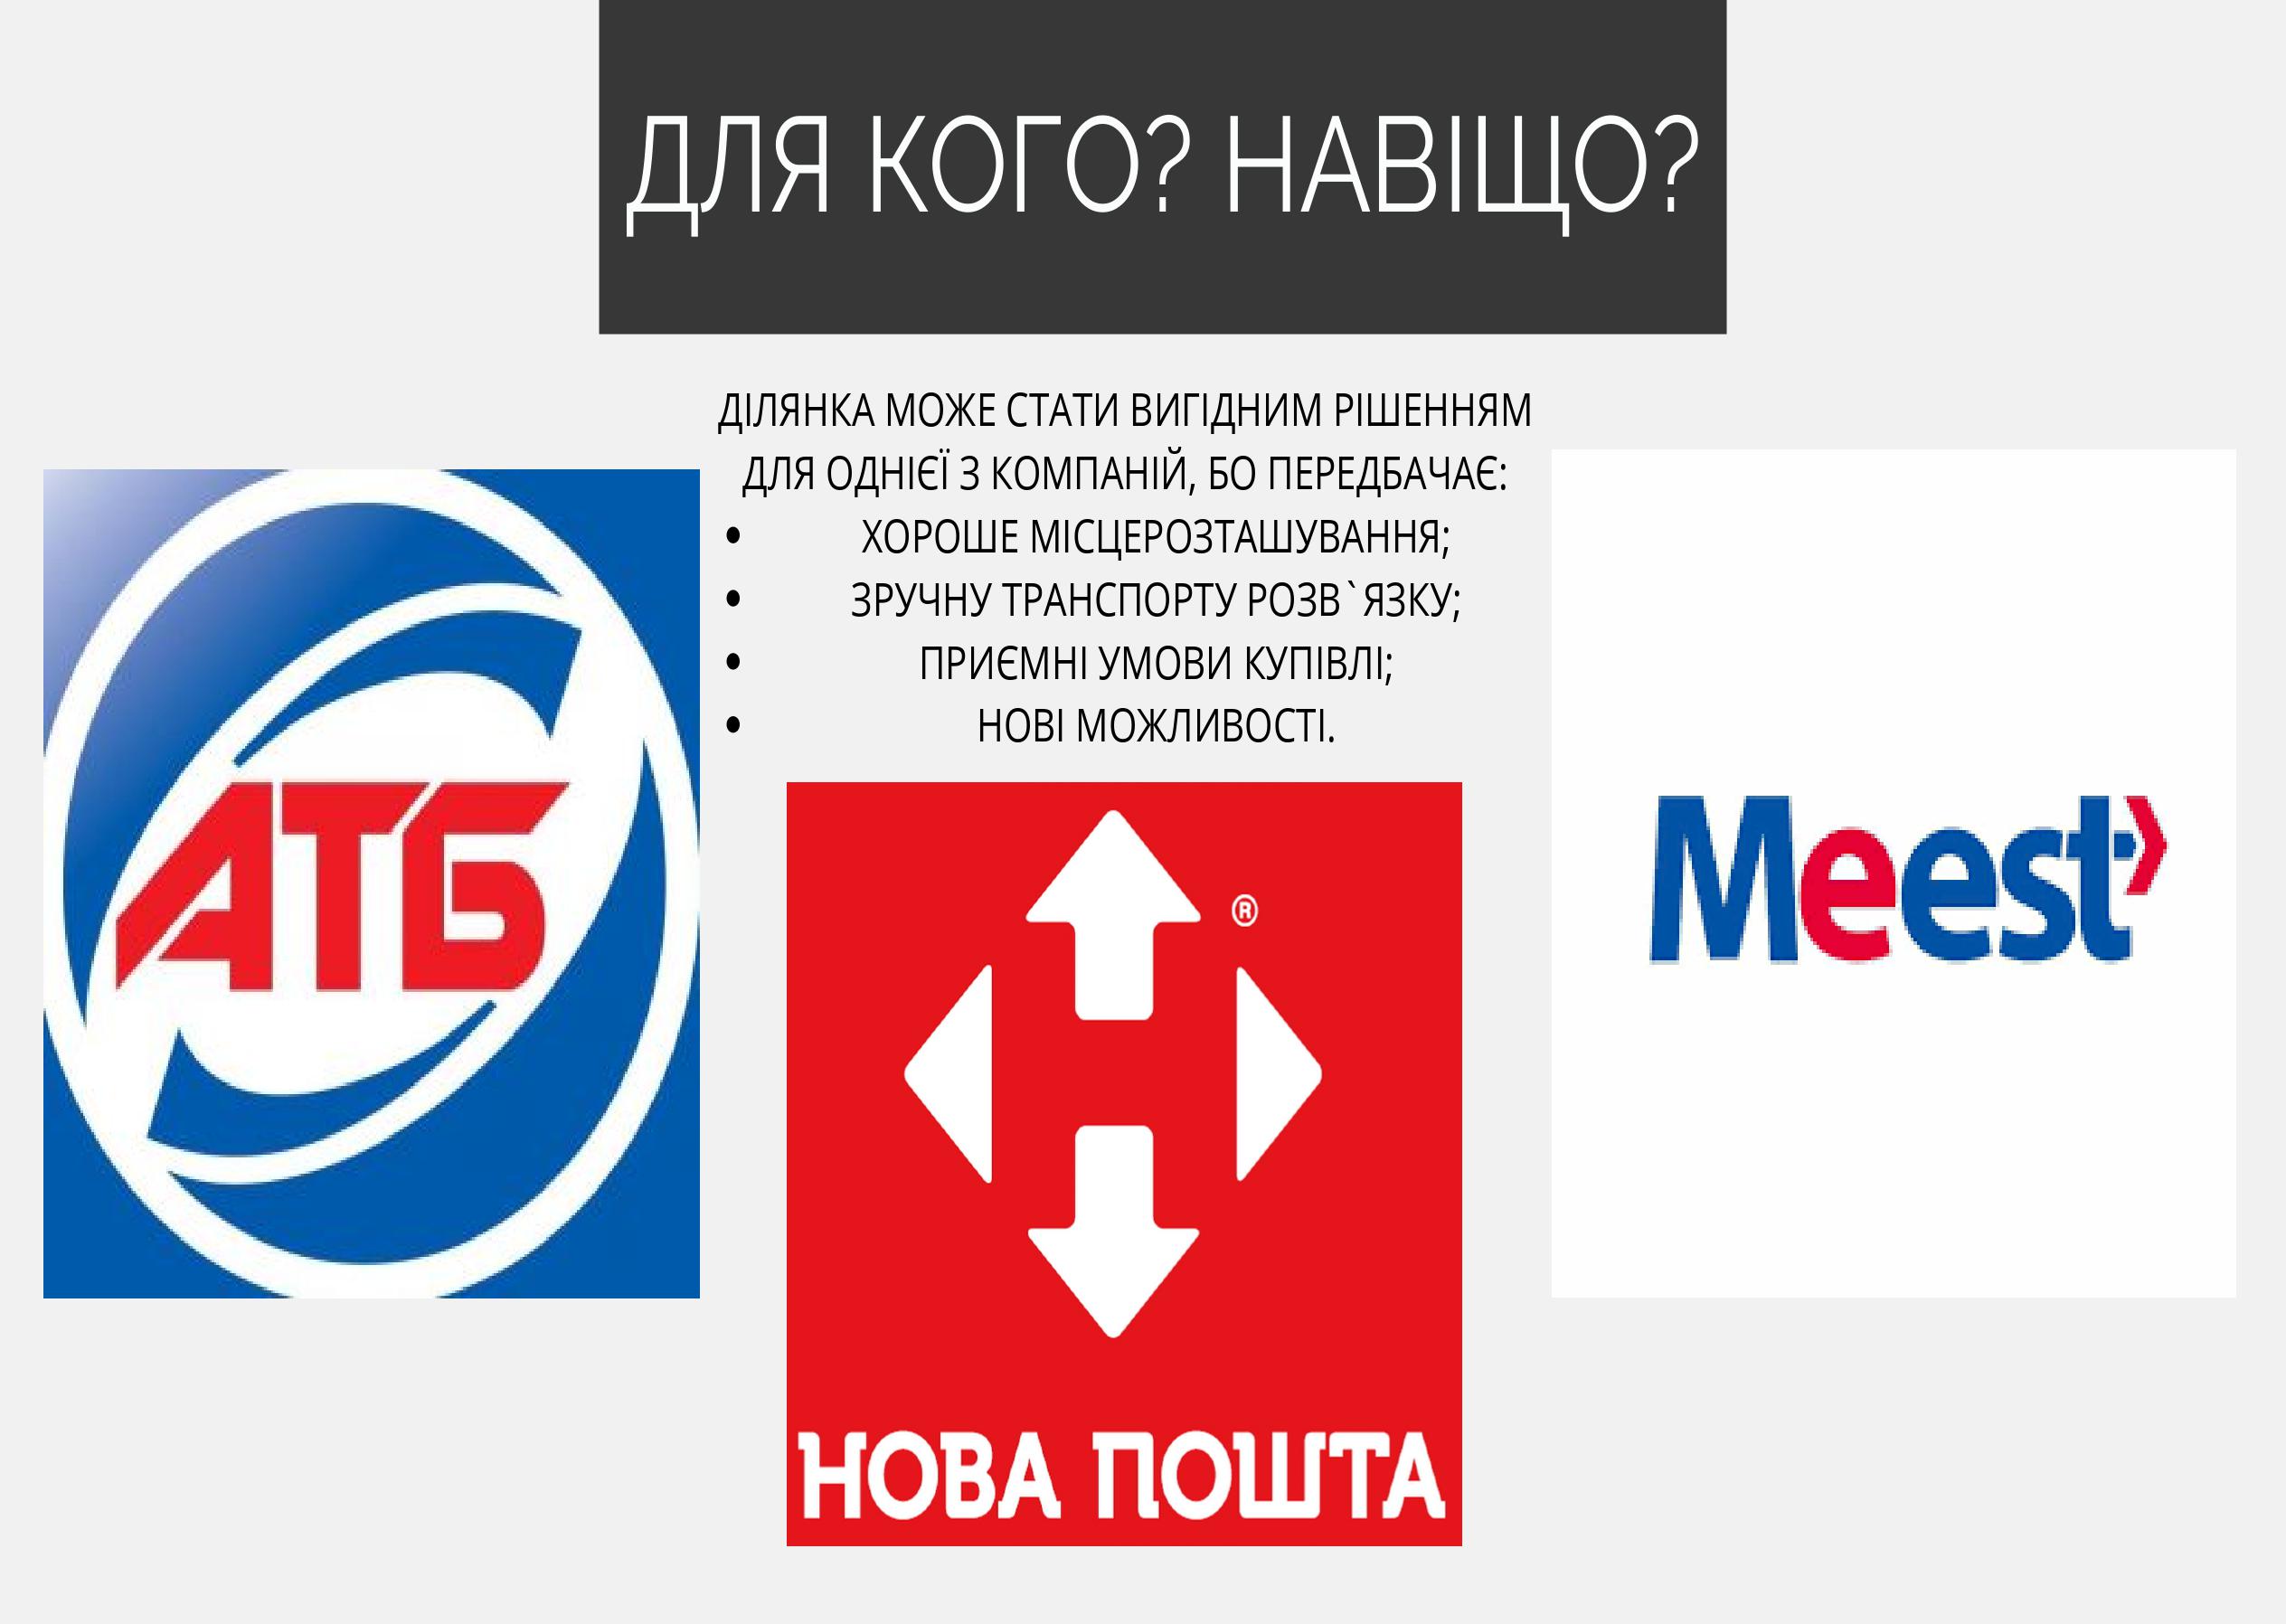 ДЛЯ КОГО? НАВІЩО?
ДІЛЯНКА МОЖЕ СТАТИ ВИГІДНИМ РІШЕННЯМ
ДЛЯ ОДНІЄЇ З КОМПАНІЙ, БО ПЕРЕДБАЧАЄ:
• ХОРОШЕ МІСЦЕРОЗТАШУВАННЯ;
• ЗРУЧНУ ТРАНСПОРТУ РОЗВ`ЯЗКУ;
• ПРИЄМНІ УМОВИ КУПІВЛІ;
• НОВІ МОЖЛИВОСТІ.
АТБ
®
НОВА ПОШТА
Meest